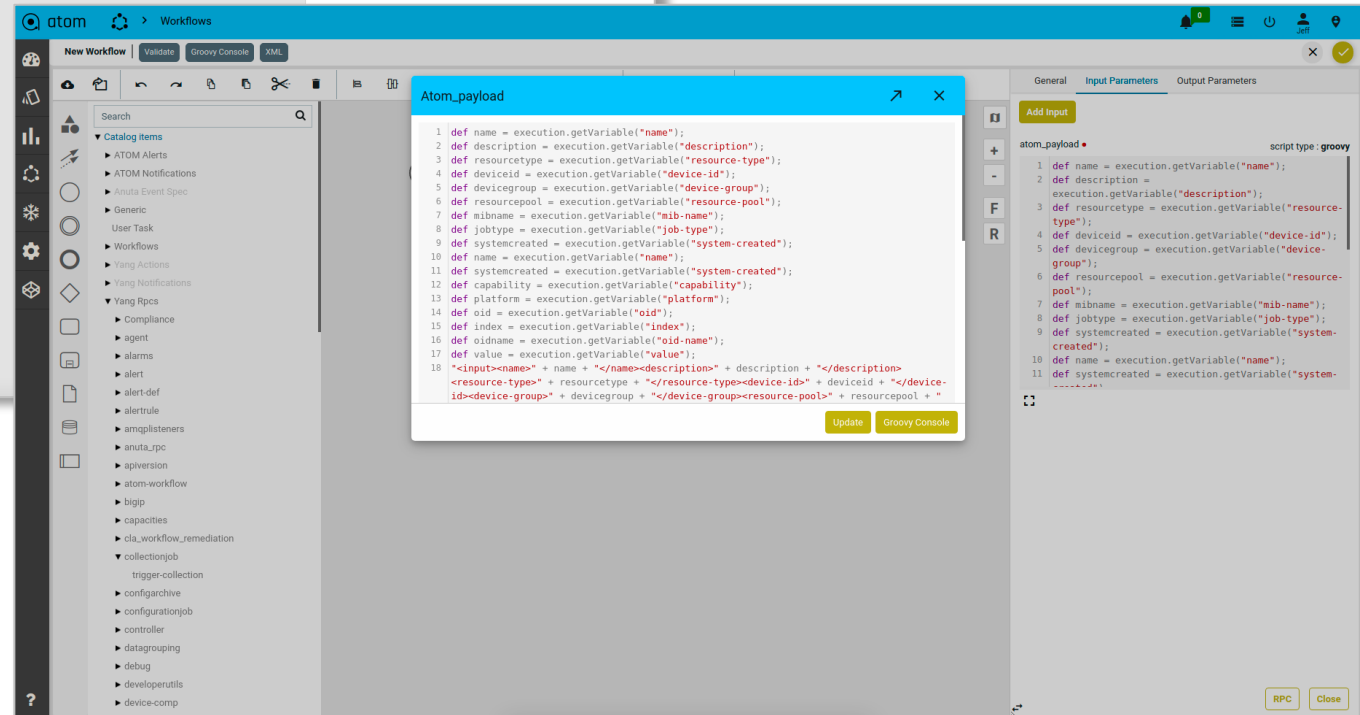 atom > Workflows
0
Jeff
New Workflow
Validate
Groovy Console
XML
Search
Catalog items
ATOM Alerts
ATOM Notifications
Anuta Event Spec
Generic
User Task
Workflows
Yang Actions
Yang Notifications
Yang Rpcs
Compliance
agent
alarms
alert
alert-def
alertrule
amqplisteners
anuta_rpc
apiversion
atom-workflow
bigip
capacities
cla_workflow_remediation
collectionjob
trigger-collection
configarchive
configurationjob
controller
datagrouping
debug
developerutils
device-comp
?
Atom_payload
1 def name = execution.getVariable("name");
2 def description = execution.getVariable("description");
3 def resourcetype = execution.getVariable("resource-type");
4 def deviceid = execution.getVariable("device-id");
5 def devicegroup = execution.getVariable("device-group");
6 def resourcepool = execution.getVariable("resource-pool");
7 def mibname = execution.getVariable("mib-name");
8 def jobtype = execution.getVariable("job-type");
9 def systemcreated = execution.getVariable("system-created");
10 def name = execution.getVariable("name");
11 def systemcreated = execution.getVariable("system-created");
12 def capability = execution.getVariable("capability");
13 def platform = execution.getVariable("platform");
14 def oid = execution.getVariable("oid");
15 def index = execution.getVariable("index");
16 def oidname = execution.getVariable("oid-name");
17 def value = execution.getVariable("value");
18 "<input><name>" + name + "</name><description>" + description + "</description>
<resource-type>" + resourcetype + "</resource-type><device-id>" + deviceid + "</device-
id><device-group>" + devicegroup + "</device-group><resource-pool>" + resourcepool + "
Update
Groovy Console
+
-
F
R
General
Input Parameters
Output Parameters
Add Input
atom_payload
script type : groovy
1 def name = execution.getVariable("name");
2 def description =
execution.getVariable("description");
3 def resourcetype = execution.getVariable("resource-
type");
4 def deviceid = execution.getVariable("device-id");
5 def devicegroup = execution.getVariable("device-
group");
6 def resourcepool = execution.getVariable("resource-
pool");
7 def mibname = execution.getVariable("mib-name");
8 def jobtype = execution.getVariable("job-type");
9 def systemcreated = execution.getVariable("system-
created");
10 def name = execution.getVariable("name");
11 def systemcreated = execution.getVariable("system-
RPC
Close